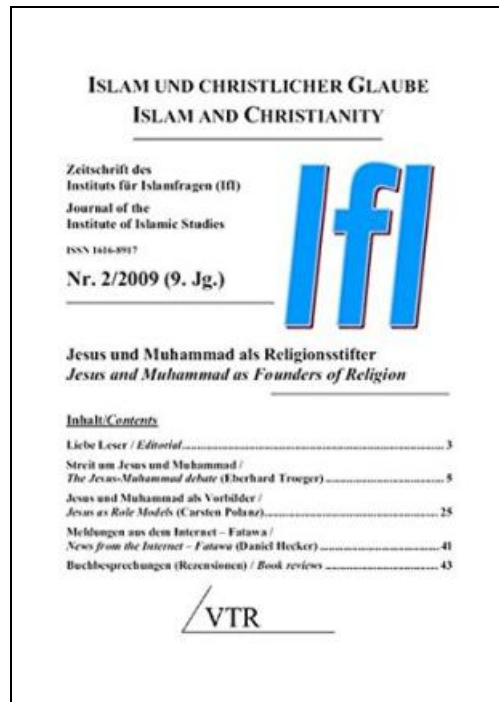 ISLAM UND CHRISTLICHER GLAUBE
ISLAM AND CHRISTIANITY
Zeitschrift des
Instituts für Islamfragen (IfI)
Journal of the
Institute of Islamic Studies
ISSN 1616-8917
Nr. 2/2009 (9. Jg.)
IfI
Jesus und Muhammad als Religionsstifter
Jesus and Muhammad as Founders of Religion
Inhalt/Contents
Liebe Leser / Editorial 3
Streit um Jesus und Muhammad /
The Jesus-Muhammad debate (Eberhard Troeger) 5
Jesus und Muhammad als Vorbilder /
Jesus as Role Models (Carsten Polanz) 25
Meldungen aus dem Internet – Fatawa /
News from the Internet – Fatawa (Daniel Hecker) 41
Buchbesprechungen (Rezensionen) / Book reviews 43
VTR